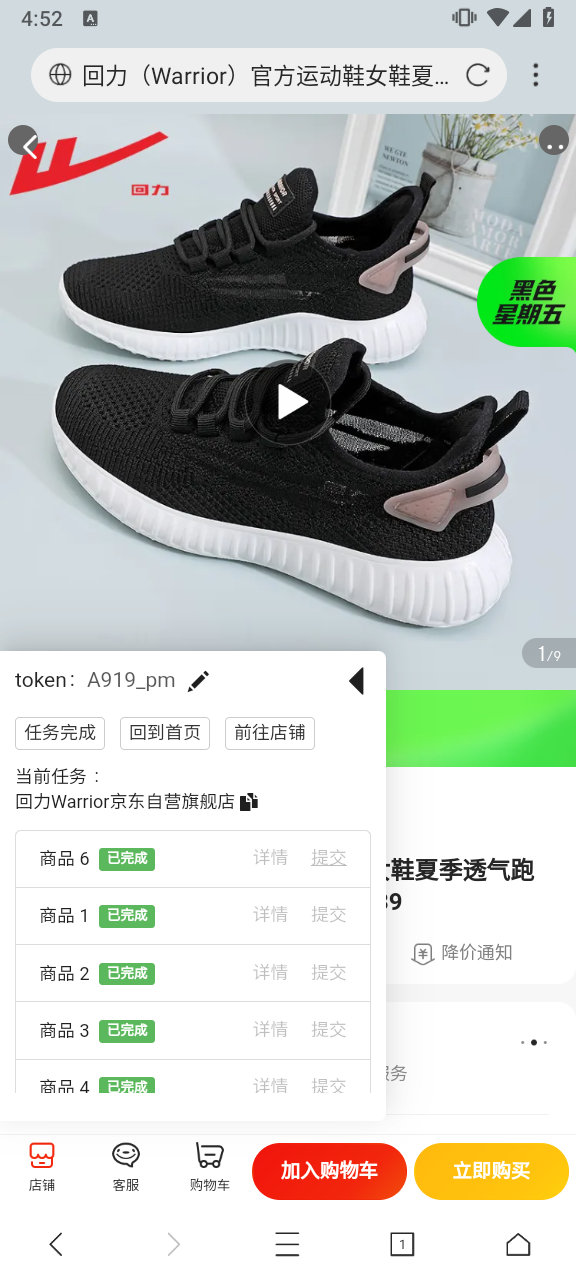 4:52
A
回力（Warrior）官方运动鞋女鞋夏...
回力
黑色
星期五
1/9
token： A919_pm
任务完成
回到首页
前往店铺
当前任务 ：
回力Warrior京东自营旗舰店
商品 6 已完成 详情 提交
商品 1 已完成 详情 提交
商品 2 已完成 详情 提交
商品 3 已完成 详情 提交
商品 4 已完成 详情 提交
女鞋夏季透气跑
39
降价通知
服务
店铺
客服
购物车
加入购物车
立即购买
1